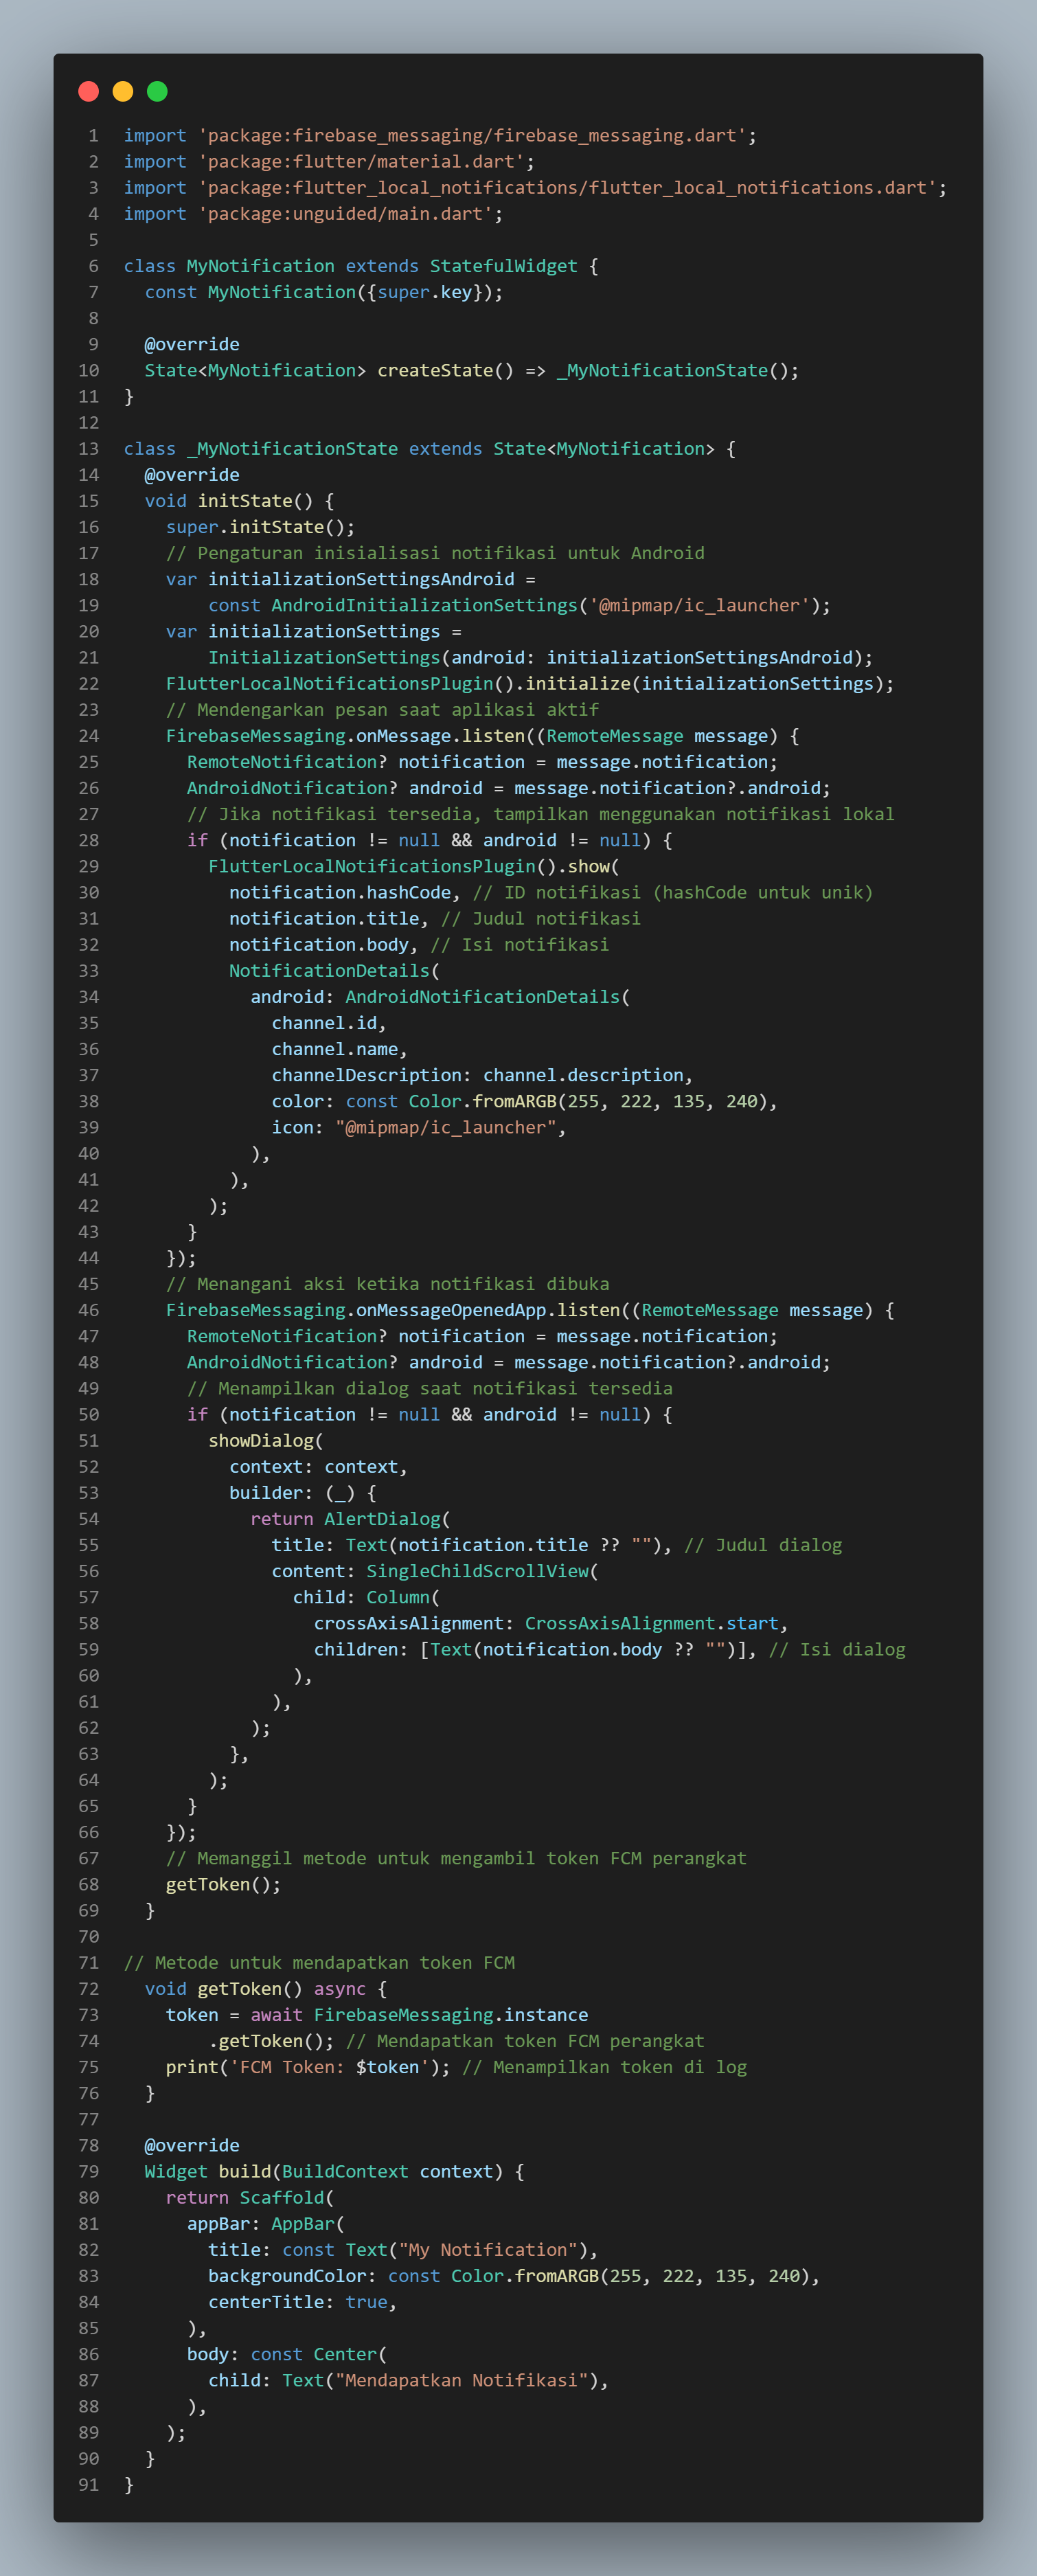 1 import 'package:firebase_messaging/firebase_messaging.dart';
2 import 'package:flutter/material.dart';
3 import 'package:flutter_local_notifications/flutter_local_notifications.dart';
4 import 'package:unguided/main.dart';
5
6 class MyNotification extends StatefulWidget {
7   const MyNotification({super.key});
8
9   @override
10   State<MyNotification> createState() => _MyNotificationState();
11 }
12
13 class _MyNotificationState extends State<MyNotification> {
14   @override
15   void initState() {
16     super.initState();
17     // Pengaturan inisialisasi notifikasi untuk Android
18     var initializationSettingsAndroid =
19         const AndroidInitializationSettings('@mipmap/ic_launcher');
20     var initializationSettings =
21         InitializationSettings(android: initializationSettingsAndroid);
22     FlutterLocalNotificationsPlugin().initialize(initializationSettings);
23     // Mendengarkan pesan saat aplikasi aktif
24     FirebaseMessaging.onMessage.listen((RemoteMessage message) {
25       RemoteNotification? notification = message.notification;
26       AndroidNotification? android = message.notification?.android;
27       // Jika notifikasi tersedia, tampilkan menggunakan notifikasi lokal
28       if (notification != null && android != null) {
29         FlutterLocalNotificationsPlugin().show(
30           notification.hashCode, // ID notifikasi (hashCode untuk unik)
31           notification.title, // Judul notifikasi
32           notification.body, // Isi notifikasi
33           NotificationDetails(
34             android: AndroidNotificationDetails(
35               channel.id,
36               channel.name,
37               channelDescription: channel.description,
38               color: const Color.fromARGB(255, 222, 135, 240),
39               icon: "@mipmap/ic_launcher",
40             ),
41           ),
42         );
43       }
44     });
45     // Menangani aksi ketika notifikasi dibuka
46     FirebaseMessaging.onMessageOpenedApp.listen((RemoteMessage message) {
47       RemoteNotification? notification = message.notification;
48       AndroidNotification? android = message.notification?.android;
49       // Menampilkan dialog saat notifikasi tersedia
50       if (notification != null && android != null) {
51         showDialog(
52           context: context,
53           builder: (_) {
54             return AlertDialog(
55               title: Text(notification.title ?? ""), // Judul dialog
56               content: SingleChildScrollView(
57                 child: Column(
58                   crossAxisAlignment: CrossAxisAlignment.start,
59                   children: [Text(notification.body ?? "")], // Isi dialog
60                 ),
61               ),
62             );
63           },
64         );
65       }
66     });
67     // Memanggil metode untuk mengambil token FCM perangkat
68     getToken();
69   }
70
71 // Metode untuk mendapatkan token FCM
72   void getToken() async {
73     token = await FirebaseMessaging.instance
74         .getToken(); // Mendapatkan token FCM perangkat
75     print('FCM Token: $token'); // Menampilkan token di log
76   }
77
78   @override
79   Widget build(BuildContext context) {
80     return Scaffold(
81       appBar: AppBar(
82         title: const Text("My Notification"),
83         backgroundColor: const Color.fromARGB(255, 222, 135, 240),
84         centerTitle: true,
85       ),
86       body: const Center(
87         child: Text("Mendapatkan Notifikasi"),
88       ),
89     );
90   }
91 }